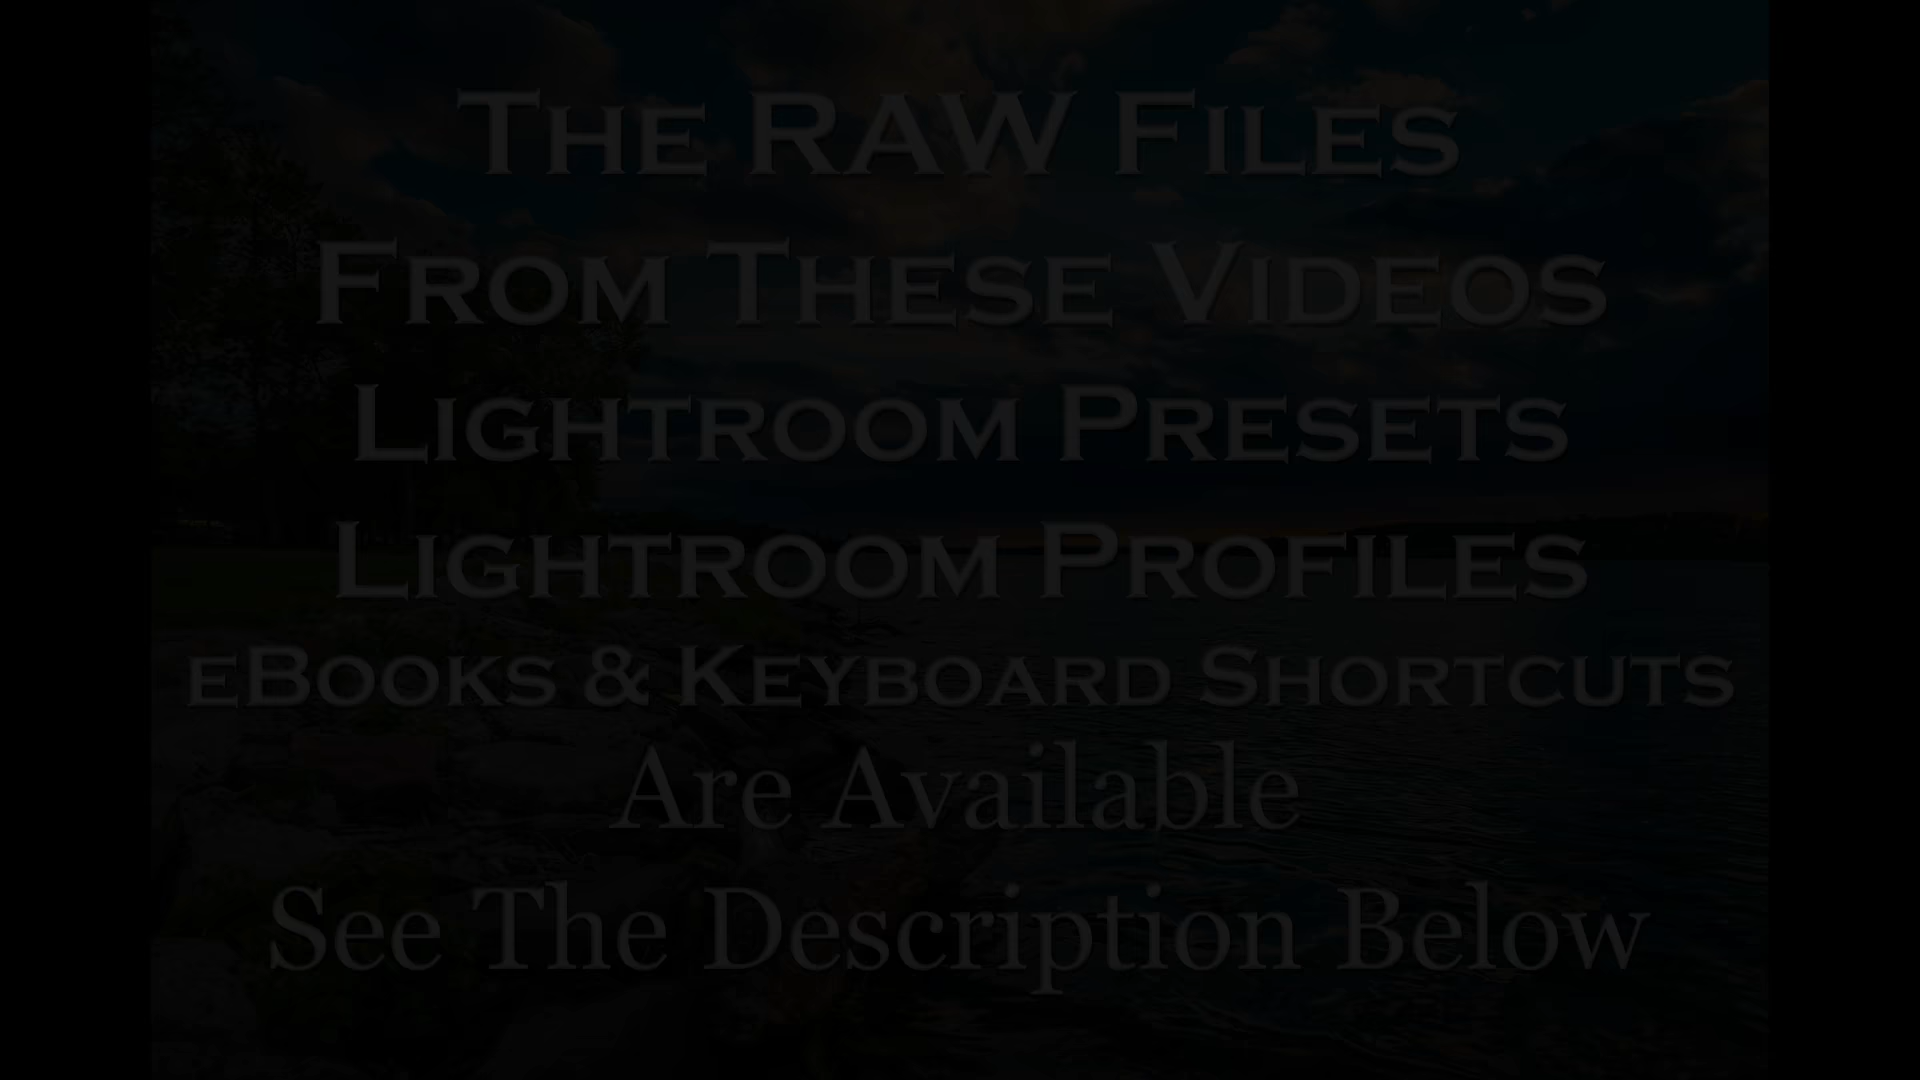 The RAW Files
From These Videos
Lightroom Presets
Lightroom Profiles
eBooks & Keyboard Shortcuts
Are Available
See The Description Below